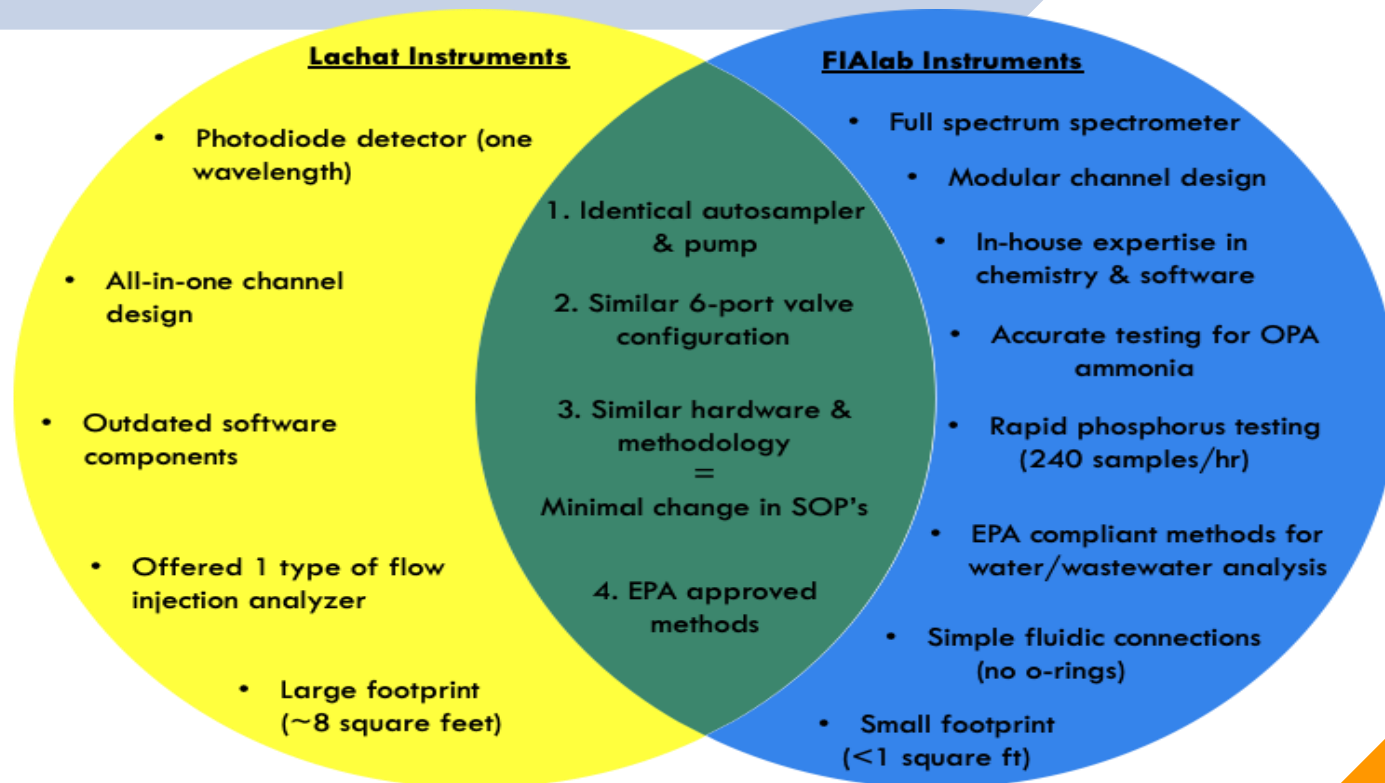 Lachat Instruments
• Photodiode detector (one
wavelength)
• All-in-one channel
design
• Outdated software
components
• Offered 1 type of flow
injection analyzer
• Large footprint
(~8 square feet)
1. Identical autosampler
& pump
2. Similar 6-port valve
configuration
3. Similar hardware &
methodology
=
Minimal change in SOP's
4. EPA approved
methods
FIAlab Instruments
• Full spectrum spectrometer
• Modular channel design
• In-house expertise in
chemistry & software
• Accurate testing for OPA
ammonia
• Rapid phosphorus testing
(240 samples/hr)
• EPA compliant methods for
water/wastewater analysis
• Simple fluidic connections
(no o-rings)
• Small footprint
(<1 square ft)